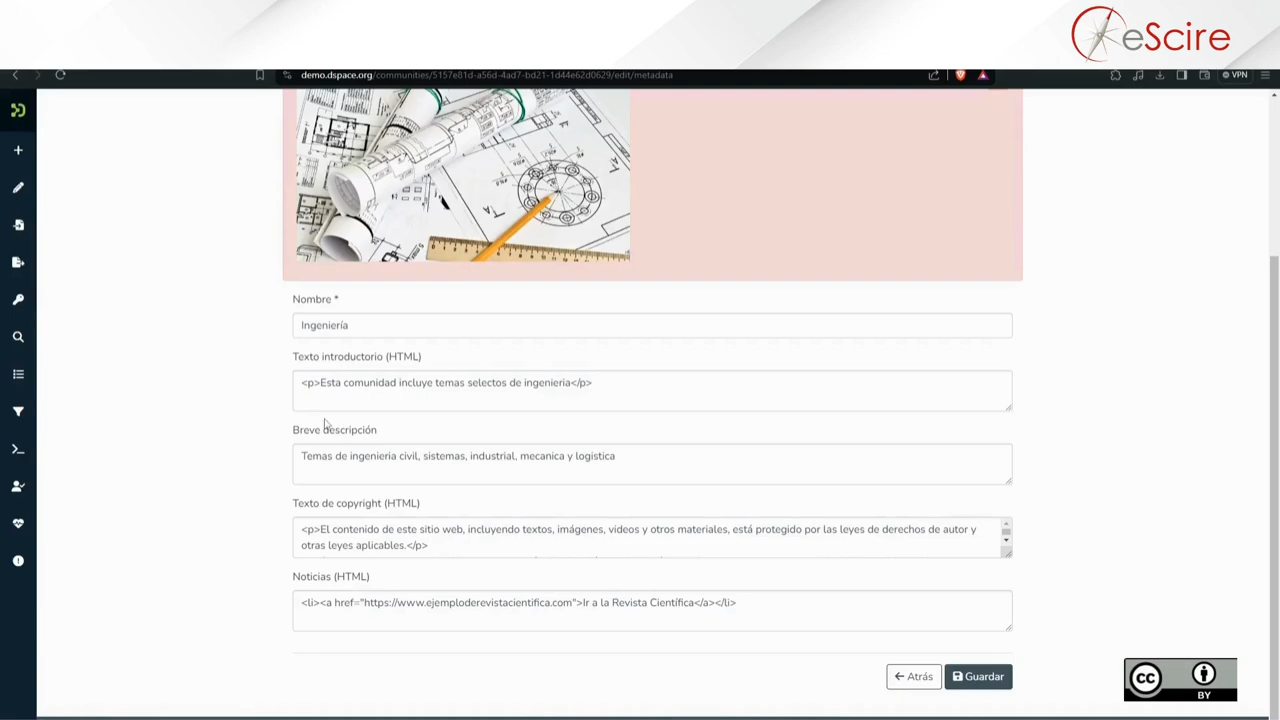 eScire
demo.dspace.org/communities/5157e81d-a56d-4ad7-bd21-1d44e62d0629/edit/metadata
VPN
Nombre *
Ingeniería
Texto introductorio (HTML)
<p>Esta comunidad incluye temas selectos de ingenieria</p>
Breve descripción
Temas de ingenieria civil, sistemas, industrial, mecanica y logistica
Texto de copyright (HTML)
<p>El contenido de este sitio web, incluyendo textos, imágenes, videos y otros materiales, está protegido por las leyes de derechos de autor y
otras leyes aplicables.</p>
Noticias (HTML)
<li><a href="https://www.ejemploderevistacientifica.com">Ir a la Revista Científica</a></li>
Atrás
Guardar
CC
BY